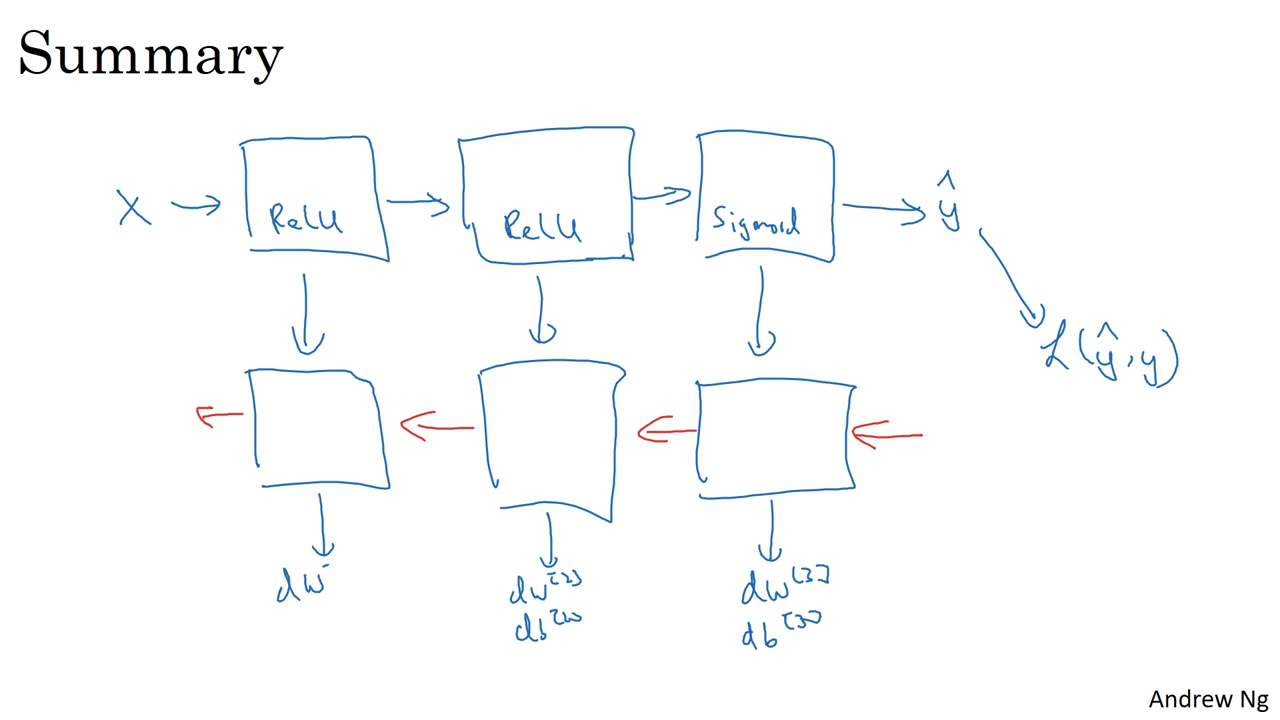 Summary
X ReLU ReLU Sigmoid ŷ
L(ŷ, y)
dw dw[2] dw[3]
db[2] db[3]
Andrew Ng